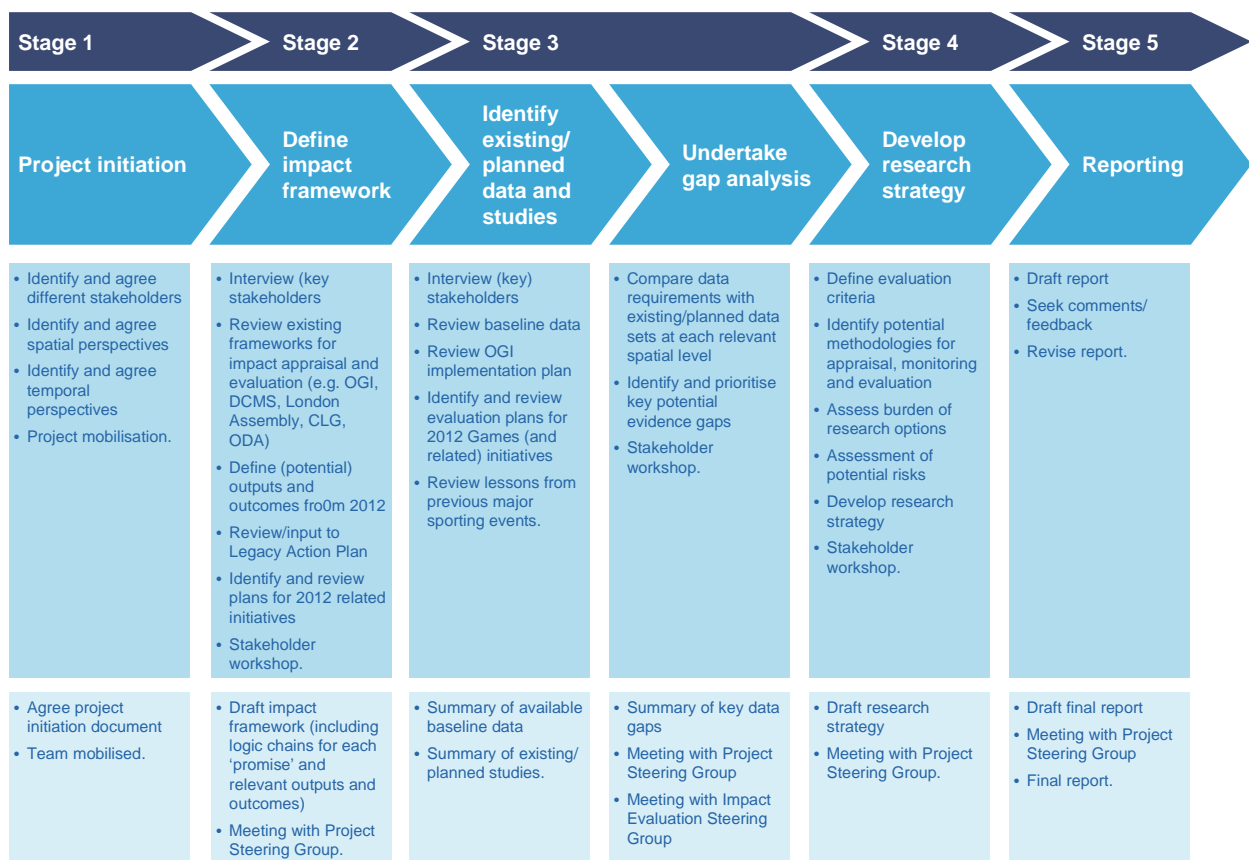 Stage 1
Stage 2
Stage 3
Stage 4
Stage 5
Project initiation
Define
impact
framework
Identify
existing/
planned
data and
studies
Undertake
gap analysis
Develop
research
strategy
Reporting
• Identify and agree
different stakeholders
• Identify and agree
spatial perspectives
• Identify and agree
temporal
perspectives
• Project mobilisation.
• Interview (key
stakeholders
• Review existing
frameworks for
impact appraisal and
evaluation (e.g. OGI,
DCMS, London
Assembly, CLG,
ODA)
• Define (potential)
outputs and
outcomes fro0m 2012
• Review/input to
Legacy Action Plan
• Identify and review
plans for 2012 related
initiatives
• Stakeholder
workshop.
• Interview (key)
stakeholders
• Review baseline data
• Review OGI
implementation plan
• Identify and review
evaluation plans for
2012 Games (and
related) initiatives
• Review lessons from
previous major
sporting events.
• Compare data
requirements with
existing/planned data
sets at each relevant
spatial level
• Identify and prioritise
key potential
evidence gaps
• Stakeholder
workshop.
• Define evaluation
criteria
• Identify potential
methodologies for
appraisal, monitoring
and evaluation
• Assess burden of
research options
• Assessment of
potential risks
• Develop research
strategy
• Stakeholder
workshop.
• Draft report
• Seek comments/
feedback
• Revise report.
• Agree project
initiation document
• Team mobilised.
• Draft impact
framework (including
logic chains for each
‘promise’ and
relevant outputs and
outcomes)
• Meeting with Project
Steering Group.
• Summary of available
baseline data
• Summary of existing/
planned studies.
• Summary of key data
gaps
• Meeting with Project
Steering Group
• Meeting with Impact
Evaluation Steering
Group
• Draft research
strategy
• Meeting with Project
Steering Group.
• Draft final report
• Meeting with Project
Steering Group
• Final report.